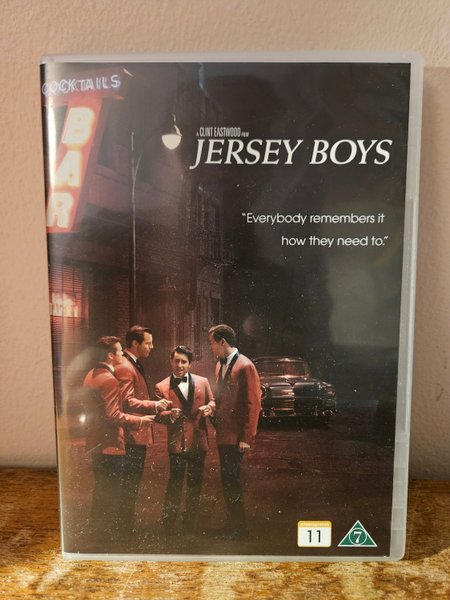 COCKTAILS
BAR
A CLINT EASTWOOD FILM
JERSEY BOYS
"Everybody remembers it
how they need to."
11
7